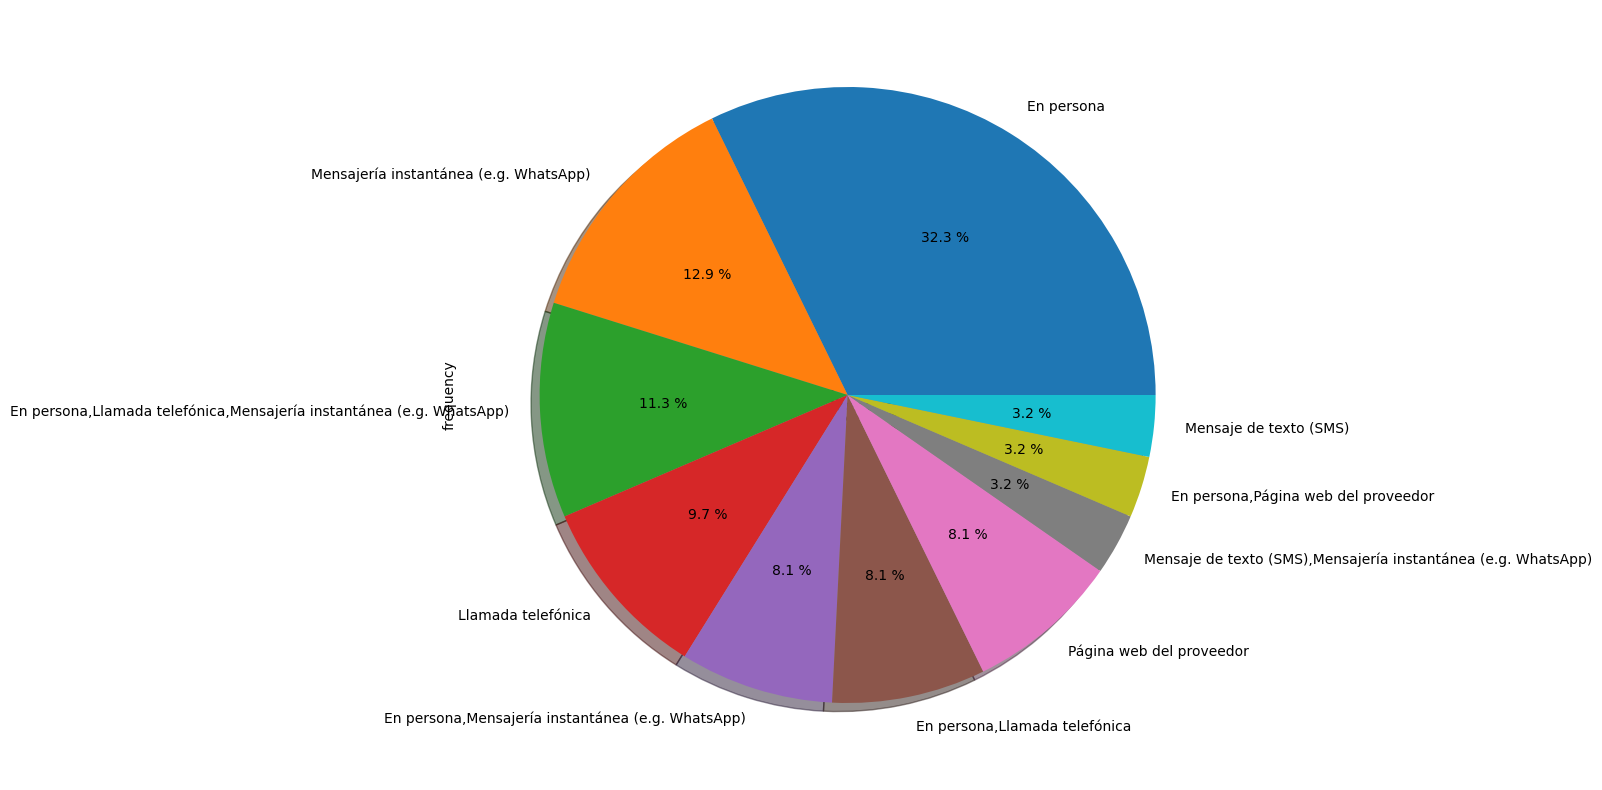 En persona
32.3 %
Mensajería instantánea (e.g. WhatsApp)
12.9 %
En persona,Llamada telefónica,Mensajería instantánea (e.g. WhatsApp)
frequency
11.3 %
Llamada telefónica
9.7 %
En persona,Mensajería instantánea (e.g. WhatsApp)
8.1 %
En persona,Llamada telefónica
8.1 %
Página web del proveedor
8.1 %
Mensaje de texto (SMS),Mensajería instantánea (e.g. WhatsApp)
3.2 %
En persona,Página web del proveedor
3.2 %
Mensaje de texto (SMS)
3.2 %